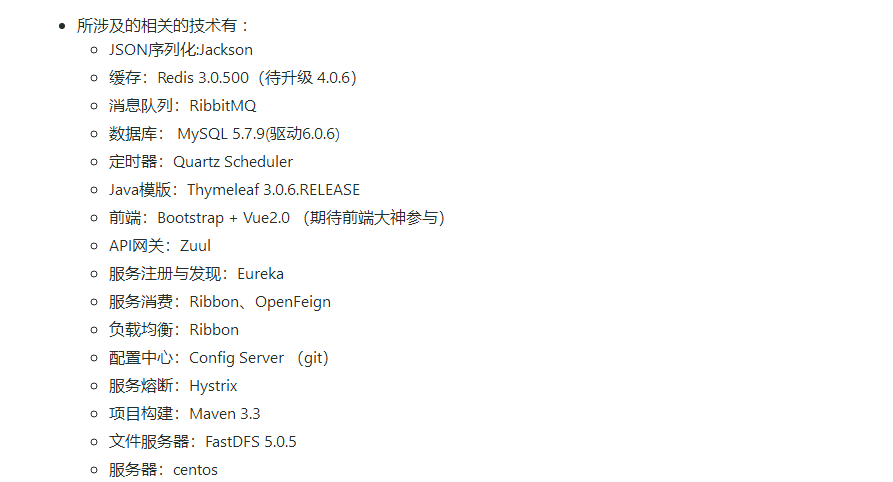 所涉及的相关的技术有：
JSON序列化:Jackson
缓存：Redis 3.0.500（待升级 4.0.6）
消息队列：RibbitMQ
数据库： MySQL 5.7.9(驱动6.0.6)
定时器：Quartz Scheduler
Java模版：Thymeleaf 3.0.6.RELEASE
前端：Bootstrap + Vue2.0 （期待前端大神参与）
API网关：Zuul
服务注册与发现：Eureka
服务消费：Ribbon、OpenFeign
负载均衡：Ribbon
配置中心：Config Server （git）
服务熔断：Hystrix
项目构建：Maven 3.3
文件服务器：FastDFS 5.0.5
服务器：centos